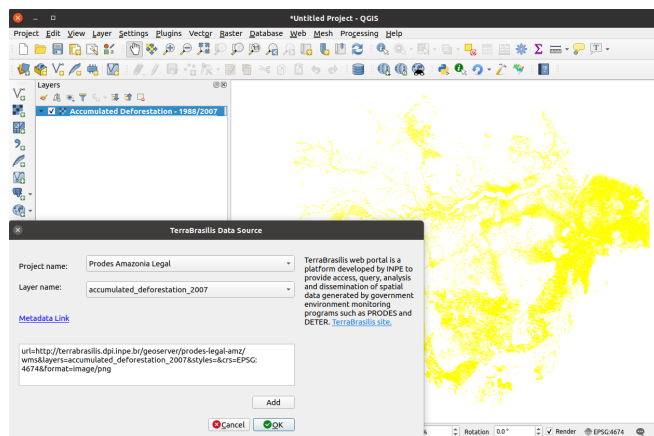 *Untitled Project - QGIS
Project Edit View Layer Settings Plugins Vector Raster Database Web Mesh Processing Help
Layers
Accumulated Deforestation - 1988/2007
TerraBrasilis Data Source
Project name:
Prodes Amazonia Legal
Layer name:
accumulated_deforestation_2007
Metadata Link
TerraBrasilis web portal is a
platform developed by INPE to
provide access, query, analysis
and dissemination of spatial
data generated by government
environment monitoring
programs such as PRODES and
DETER. TerraBrasilis site.
url=http://terrabrasilis.dpi.inpe.br/geoserver/prodes-legal-amz/
wms&layers=accumulated_deforestation_2007&styles=&crs=EPSG:
4674&format=image/png
Add
Cancel
OK
% Rotation 0.0° Render EPSG:4674